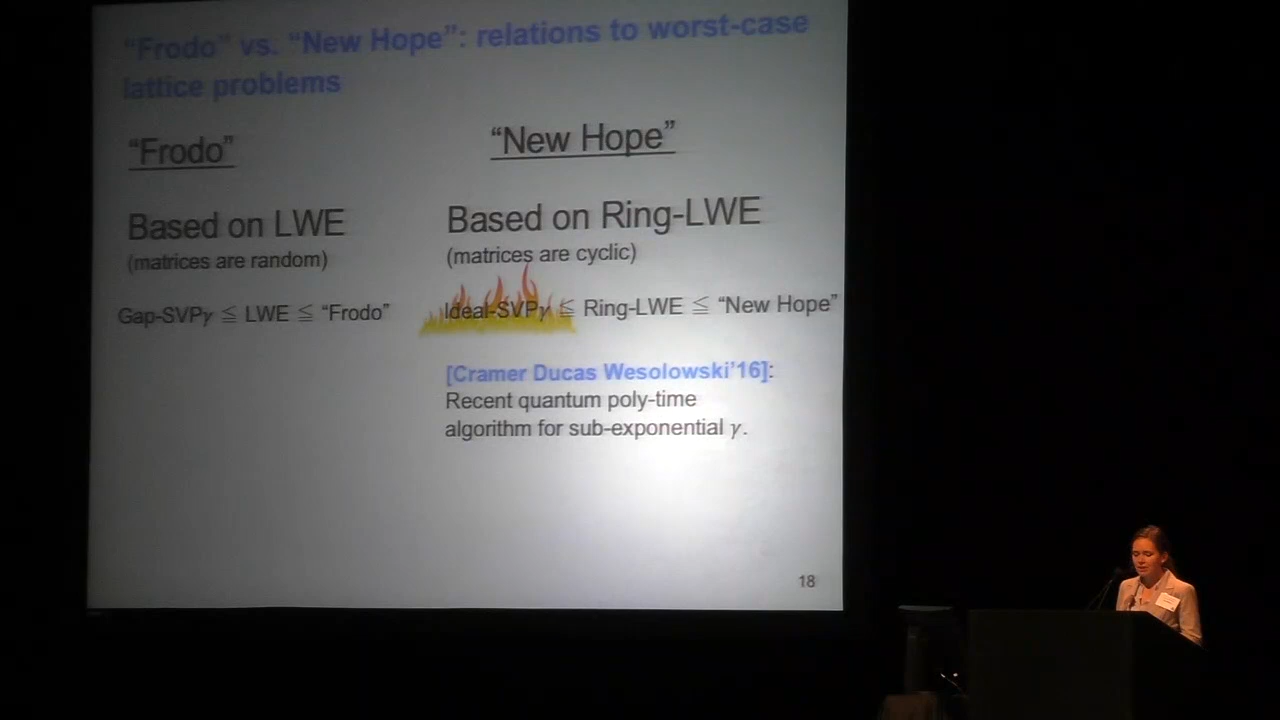 “Frodo” vs. “New Hope”: relations to worst-case
lattice problems
“Frodo”
Based on LWE
(matrices are random)
Gap-SVPγ ≦ LWE ≦ “Frodo”
“New Hope”
Based on Ring-LWE
(matrices are cyclic)
Ideal-SVPγ ≦ Ring-LWE ≦ “New Hope”
[Cramer Ducas Wesolowski’16]:
Recent quantum poly-time
algorithm for sub-exponential γ.
18